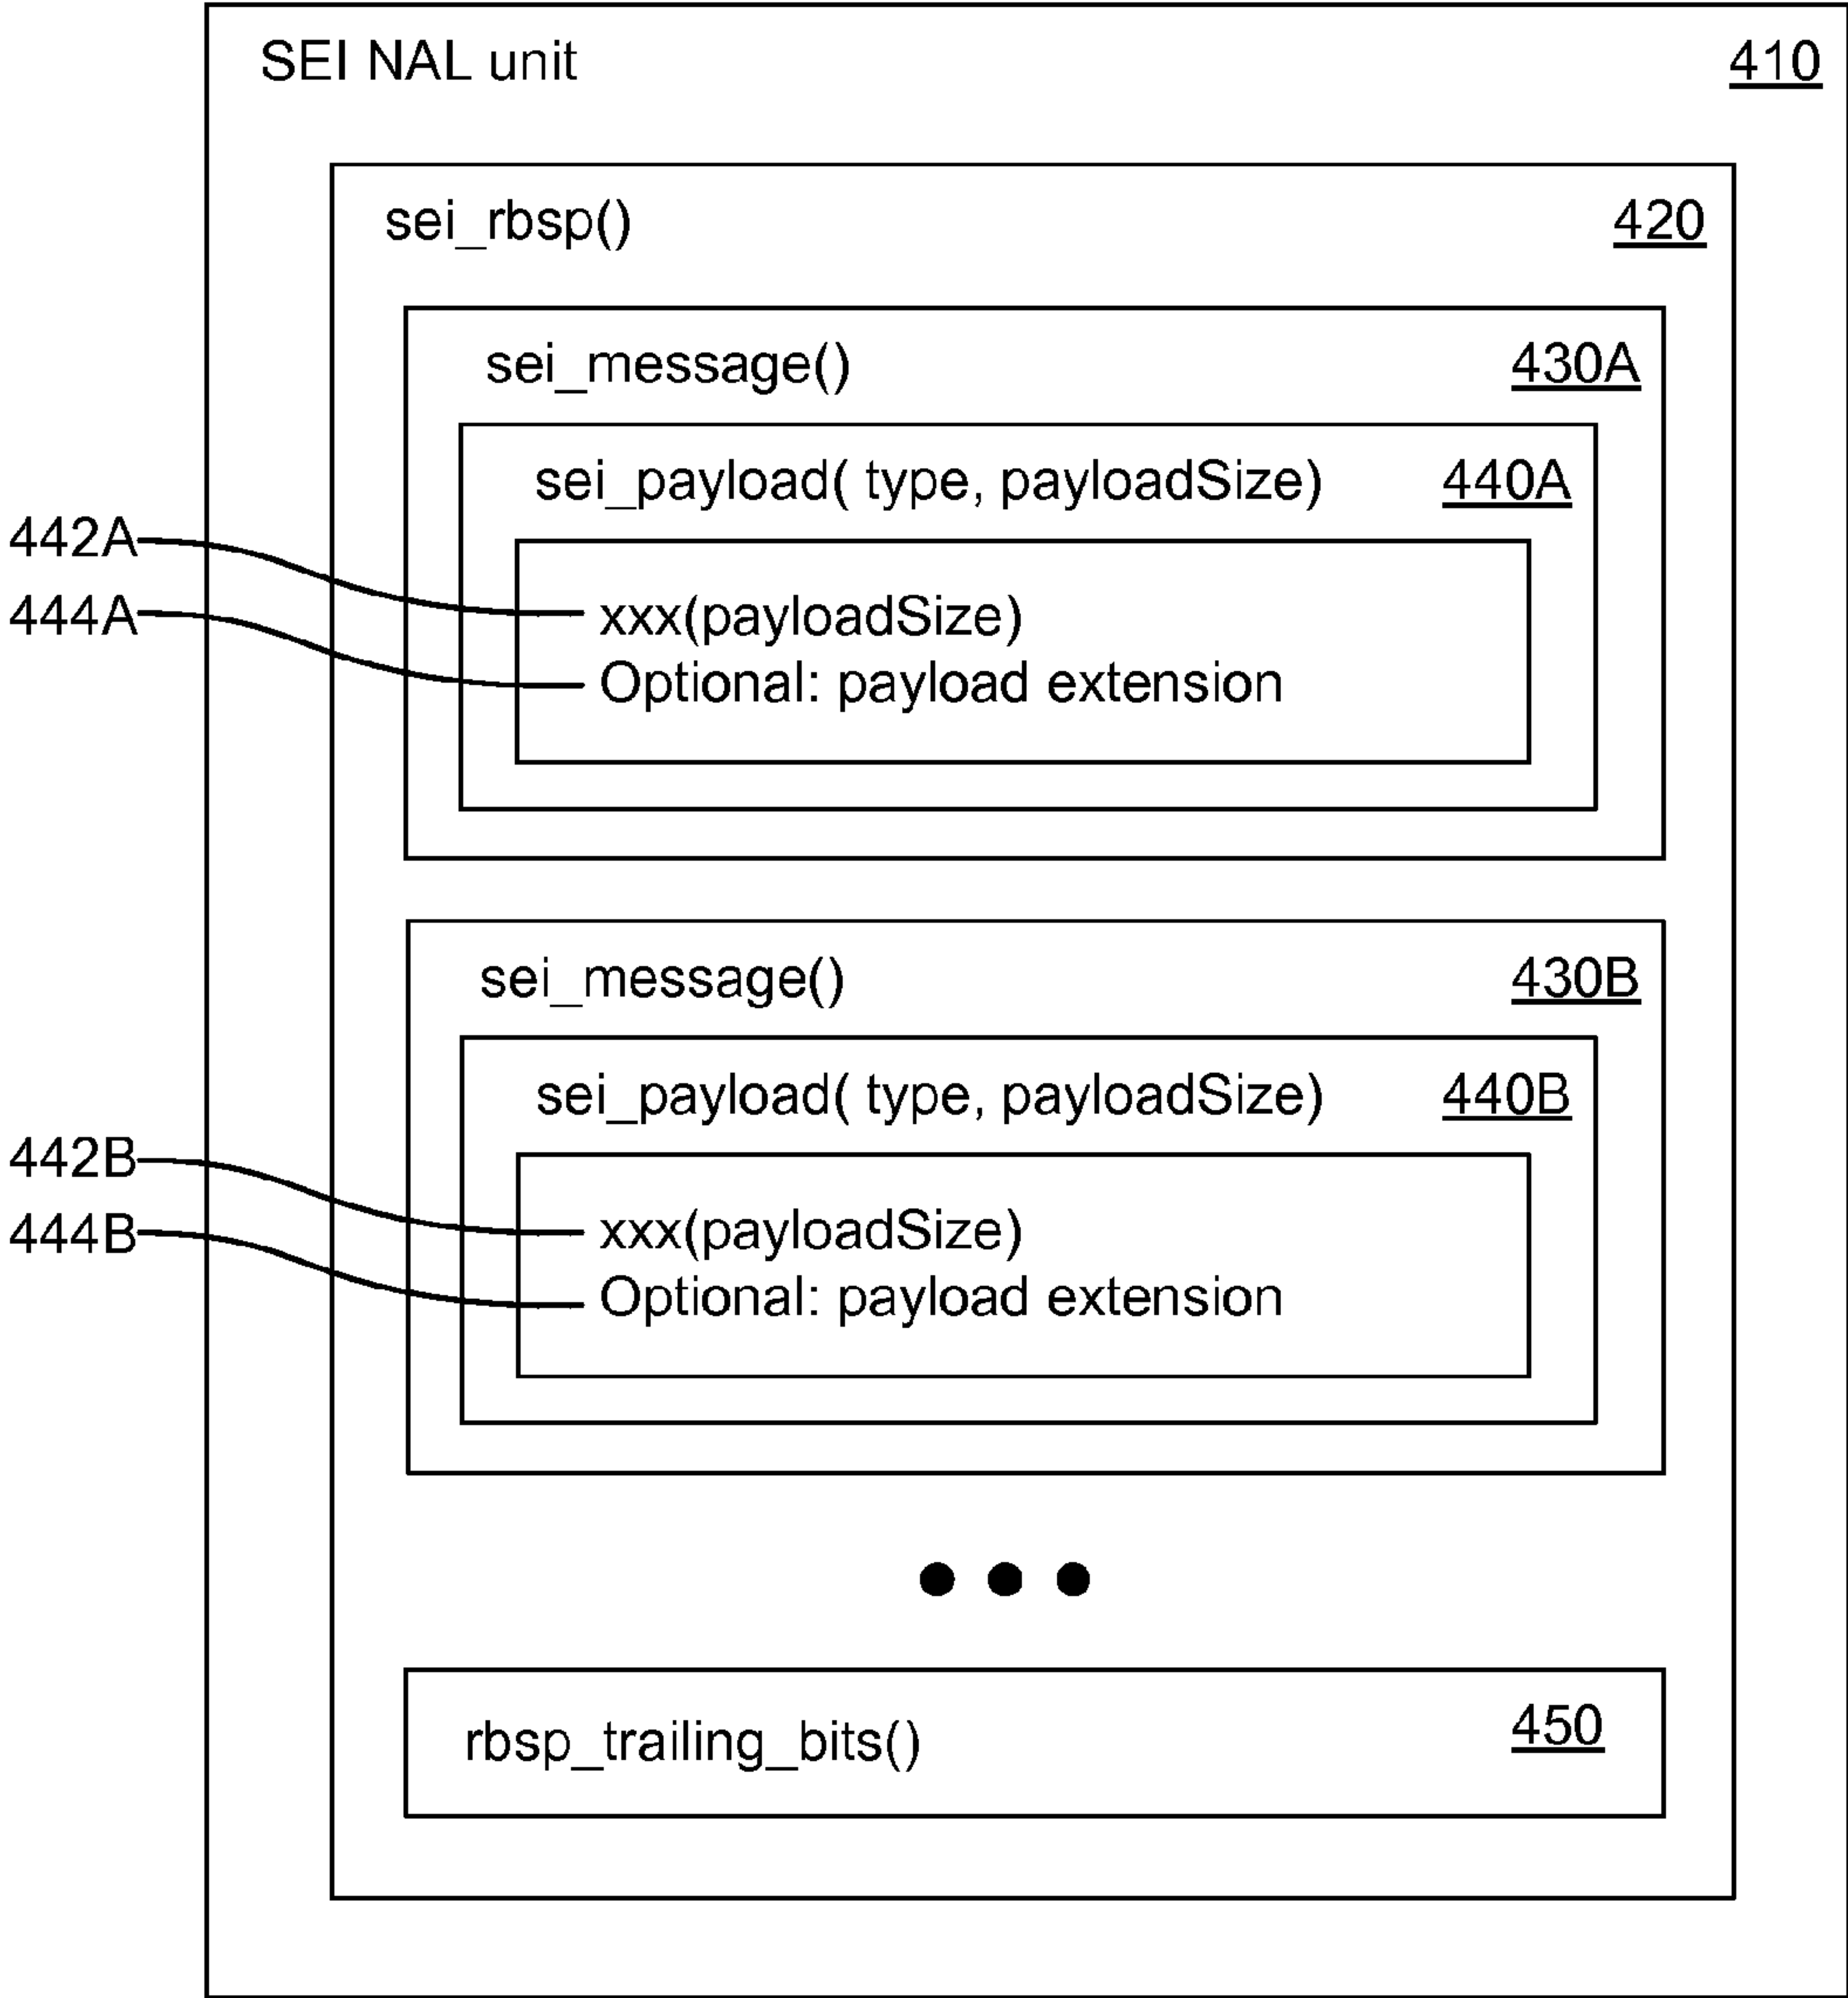 SEI NAL unit 410
sei_rbsp() 420
sei_message() 430A
sei_payload( type, payloadSize) 440A
442A
xxx(payloadSize)
444A
Optional: payload extension
sei_message() 430B
sei_payload( type, payloadSize) 440B
442B
xxx(payloadSize)
444B
Optional: payload extension
rbsp_trailing_bits() 450